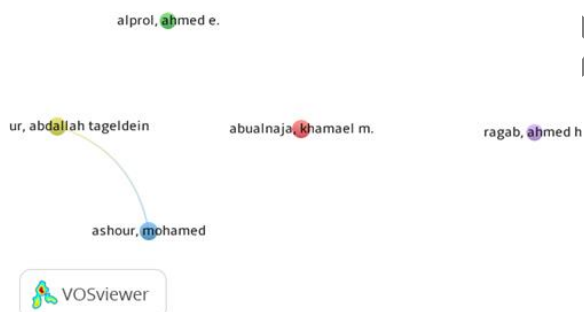 alprol, ahmed e.
ur, abdallah tageldein
abualnaja, khamael m.
ragab, ahmed h
ashour, mohamed
VOSviewer